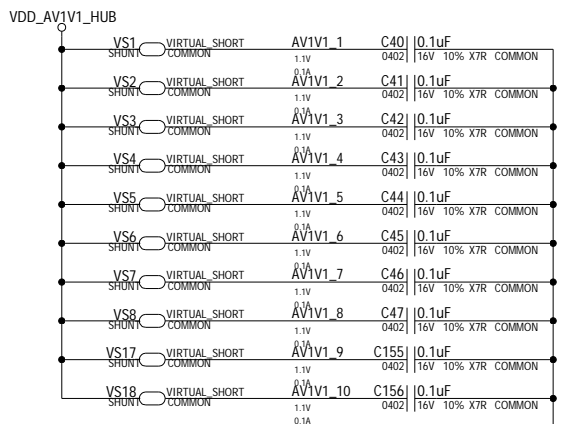 VDD_AV1V1_HUB
VS1 VIRTUAL_SHORT AV1V1_1 C40 0.1uF
SHUNT COMMON 1.1V 0402 16V 10% X7R COMMON
0.1A
VS2 VIRTUAL_SHORT AV1V1_2 C41 0.1uF
SHUNT COMMON 1.1V 0402 16V 10% X7R COMMON
0.1A
VS3 VIRTUAL_SHORT AV1V1_3 C42 0.1uF
SHUNT COMMON 1.1V 0402 16V 10% X7R COMMON
0.1A
VS4 VIRTUAL_SHORT AV1V1_4 C43 0.1uF
SHUNT COMMON 1.1V 0402 16V 10% X7R COMMON
0.1A
VS5 VIRTUAL_SHORT AV1V1_5 C44 0.1uF
SHUNT COMMON 1.1V 0402 16V 10% X7R COMMON
0.1A
VS6 VIRTUAL_SHORT AV1V1_6 C45 0.1uF
SHUNT COMMON 1.1V 0402 16V 10% X7R COMMON
0.1A
VS7 VIRTUAL_SHORT AV1V1_7 C46 0.1uF
SHUNT COMMON 1.1V 0402 16V 10% X7R COMMON
0.1A
VS8 VIRTUAL_SHORT AV1V1_8 C47 0.1uF
SHUNT COMMON 1.1V 0402 16V 10% X7R COMMON
0.1A
VS17 VIRTUAL_SHORT AV1V1_9 C155 0.1uF
SHUNT COMMON 1.1V 0402 16V 10% X7R COMMON
0.1A
VS18 VIRTUAL_SHORT AV1V1_10 C156 0.1uF
SHUNT COMMON 1.1V 0402 16V 10% X7R COMMON
0.1A